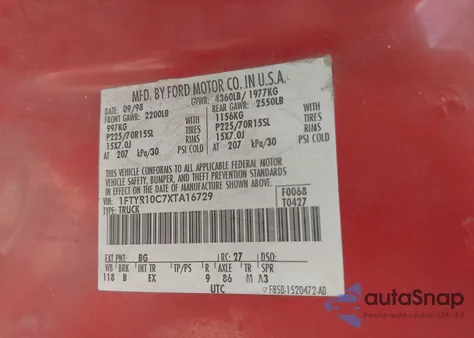 MFD. BY FORD MOTOR CO. IN U.S.A.
DATE: 09/98 GVWR: 4360LB/1977KG
FRONT GAWR: 2200LB REAR GAWR: 2550LB
997KG 1156KG
P225/70R15SL TIRES P225/70R15SL TIRES
15X7.0J RIMS 15X7.0J RIMS
AT 207 kPa/30 PSI COLD AT 207 kPa/30 PSI COLD
THIS VEHICLE CONFORMS TO ALL APPLICABLE FEDERAL MOTOR
VEHICLE SAFETY, BUMPER, AND THEFT PREVENTION STANDARDS IN
EFFECT ON THE DATE OF MANUFACTURE SHOWN ABOVE.
VIN: 1FTYR10C7XTA16729 F0068
TYPE: TRUCK T0427
EXT PNT: BG RC: 27 DSO:
WB BRK INT TR TP/PS R AXLE TR SPR
118 B EX 9 86 M A3
UTC F85B-1520472-AB
autoSnap